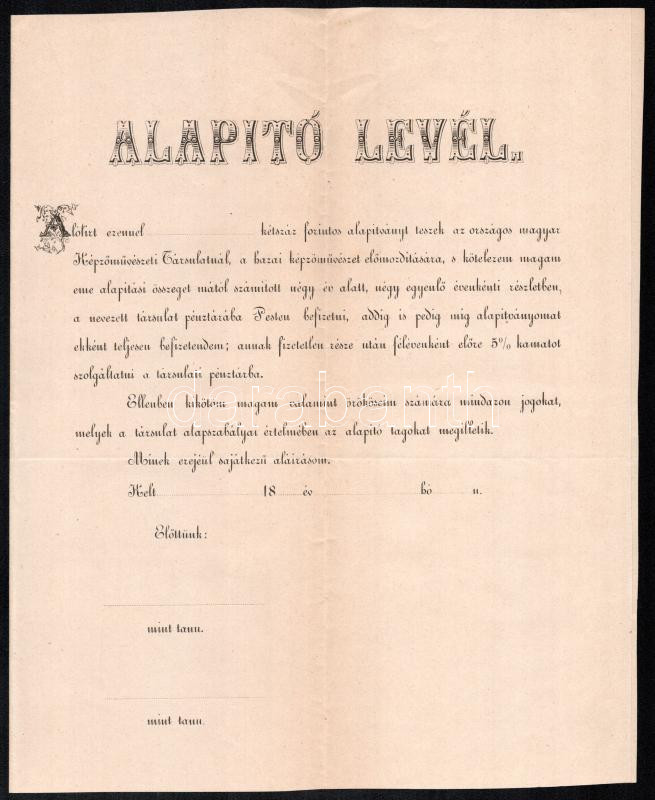 ALAPITÓ LEVÉL.
Alólirt ezennel kétszáz forintos alapitványt teszek az országos magyar
Képzőművészeti Társulatnál, a hazai képzőművészet előmozditására, s kötelezem magam
eme alapitási összeget mától számitott négy év alatt, négy egyenlő évenkénti részletben,
a nevezett társulat pénztárába Pesten befizetni, addig is pedig mig alapitványomat
ekként teljesen befizetendem; annak fizetetlen része után félévenként előre 5% kamatot
szolgáltatni a társulati pénztárba.
Ellenben kikötöm magam valamint örököseim számára mindazon jogokat,
melyek a társulat alapszabályai értelmében az alapitó tagokat megilletik.
Minek erejéül sajátkezű aláirásom.
Kelt 18 év hó n.
Előttünk:
mint tanu.
mint tanu.
darabanth